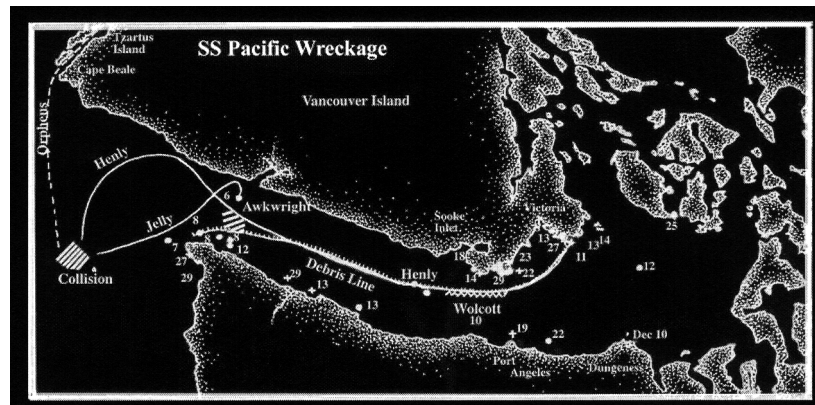 SS Pacific Wreckage
Tzartus
Island
Cape Beale
Vancouver Island
Orpheus
Henly
Jelly
6
Awkwright
8
7
12
27
29
Collision
Debris Line
29
13
13
Henly
Sooke
Inlet
18
14
29
22
23
Victoria
13
27
11
13
14
25
12
Wolcott
10
19
22
Port
Angeles
Dec 10
Dungeness